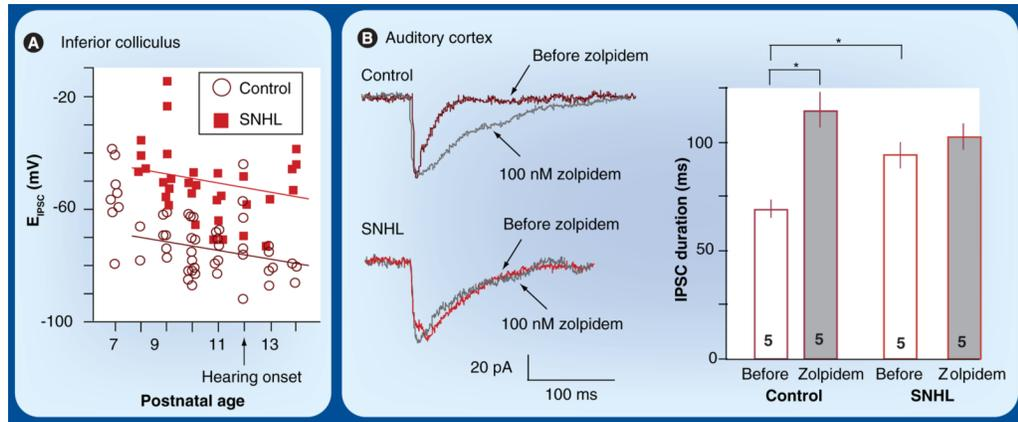 A Inferior colliculus
Control
SNHL
-20
-60
-100
E_IPSC (mV)
7 9 11 13
Hearing onset
Postnatal age
B Auditory cortex
Control
Before zolpidem
100 nM zolpidem
SNHL
Before zolpidem
100 nM zolpidem
20 pA
100 ms
* 
*
100
50
0
IPSC duration (ms)
5 5 5 5
Before Zolpidem Before Zolpidem
Control SNHL